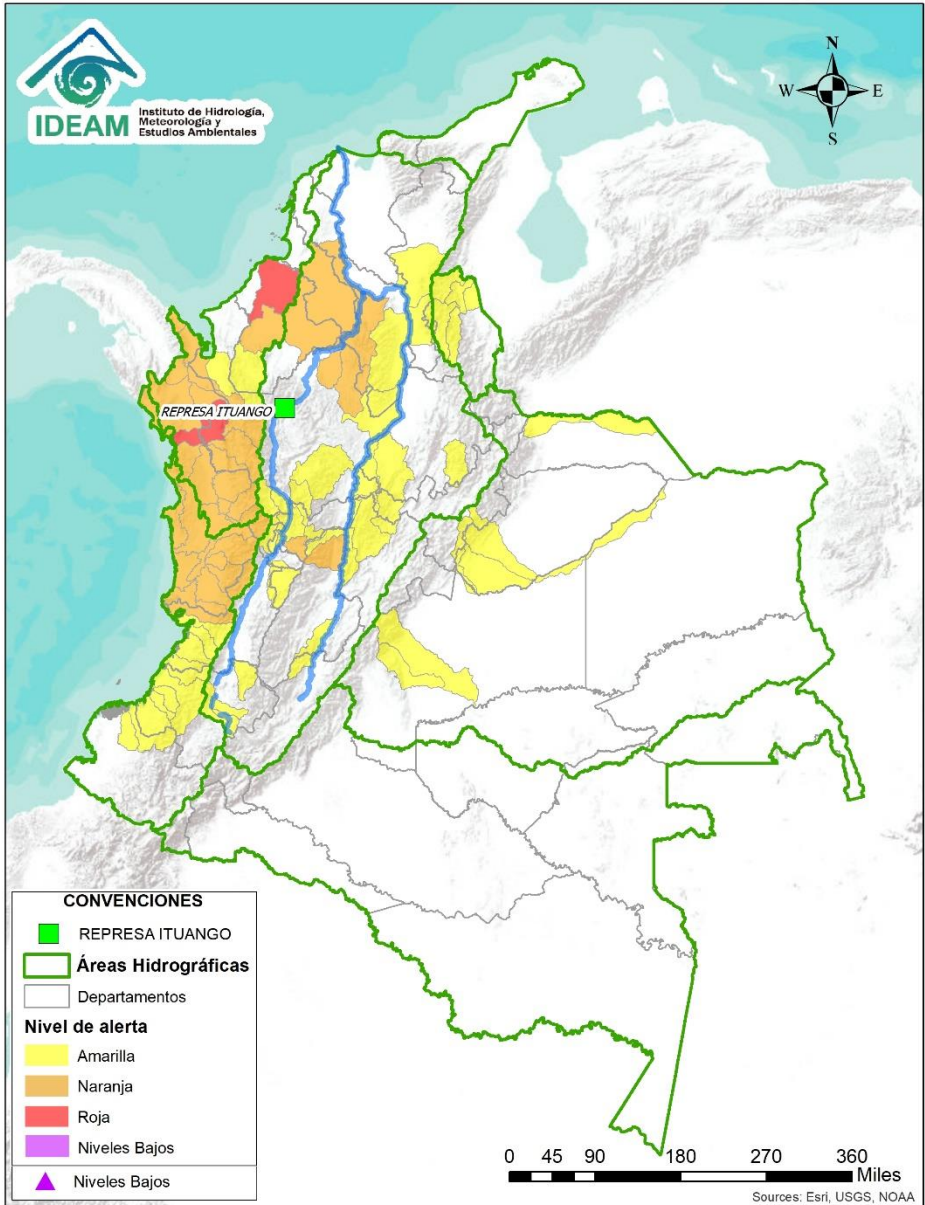 IDEAM
Instituto de Hidrología,
Meteorología y
Estudios Ambientales
N
W
E
S
REPRESA ITUANGO
CONVENCIONES
REPRESA ITUANGO
Áreas Hidrográficas
Departamentos
Nivel de alerta
Amarilla
Naranja
Roja
Niveles Bajos
Niveles Bajos
0 45 90 180 270 360
Miles
Sources: Esri, USGS, NOAA